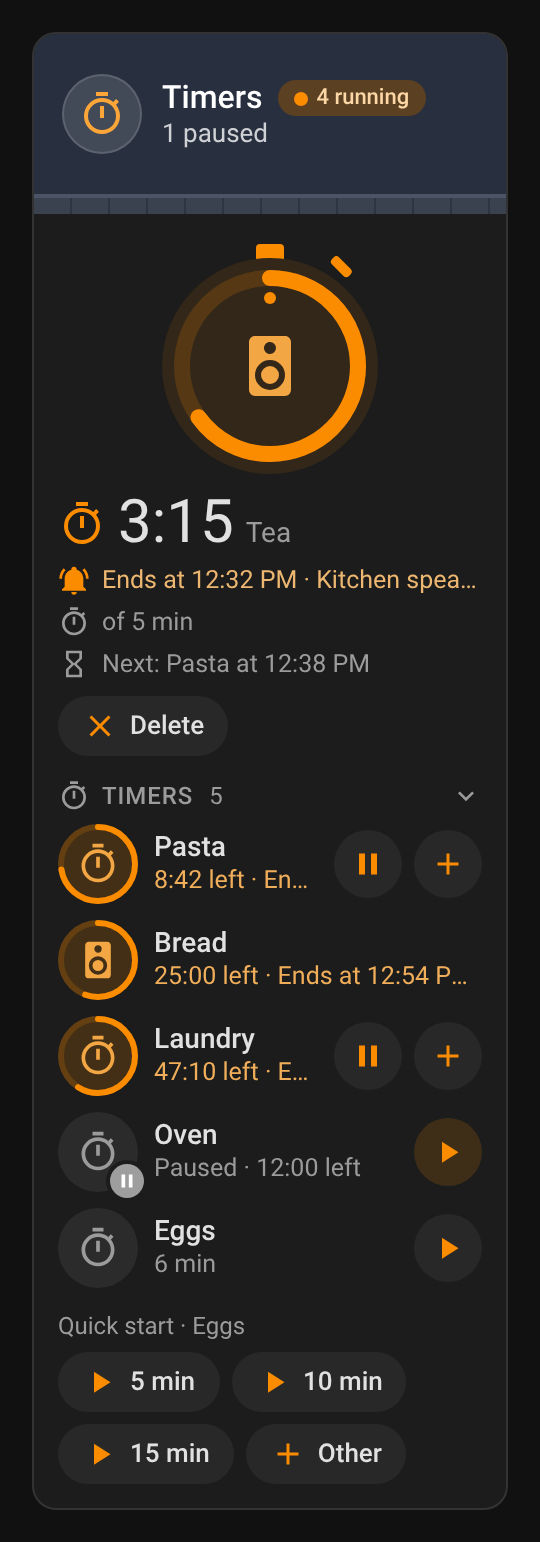 Timers
4 running
1 paused
3:15 Tea
Ends at 12:32 PM · Kitchen spea...
of 5 min
Next: Pasta at 12:38 PM
Delete
TIMERS 5
Pasta
8:42 left · En...
Bread
25:00 left · Ends at 12:54 P...
Laundry
47:10 left · E...
Oven
Paused · 12:00 left
Eggs
6 min
Quick start · Eggs
5 min
10 min
15 min
Other